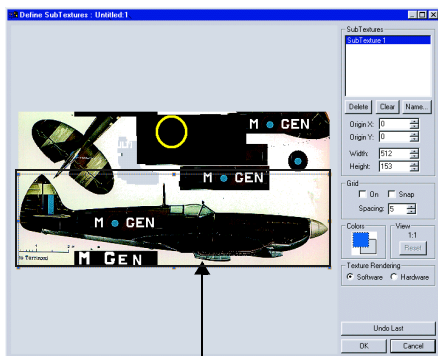 Define SubTextures : Untitled:1
SubTextures
SubTexture 1
Delete Clear Name...
Origin X: 0
Origin Y: 0
Width: 512
Height: 153
Grid
On Snap
Spacing: 5
Colors
View
1:1
Reset
Texture Rendering
Software Hardware
Undo Last
OK Cancel
M GEN
M GEN
M GEN
M GEN